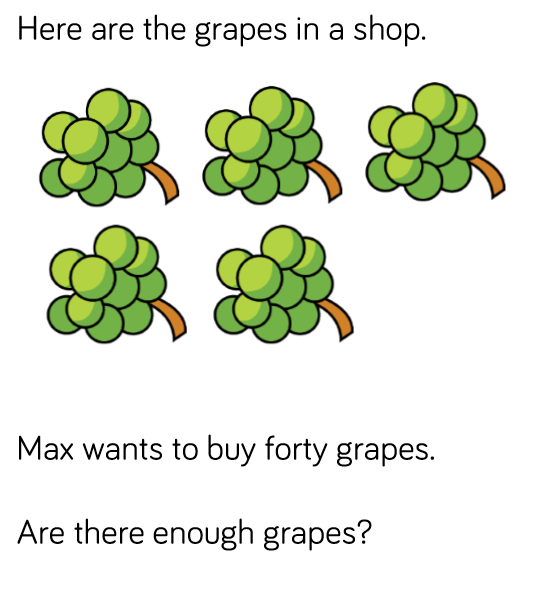 Here are the grapes in a shop.
Max wants to buy forty grapes.
Are there enough grapes?